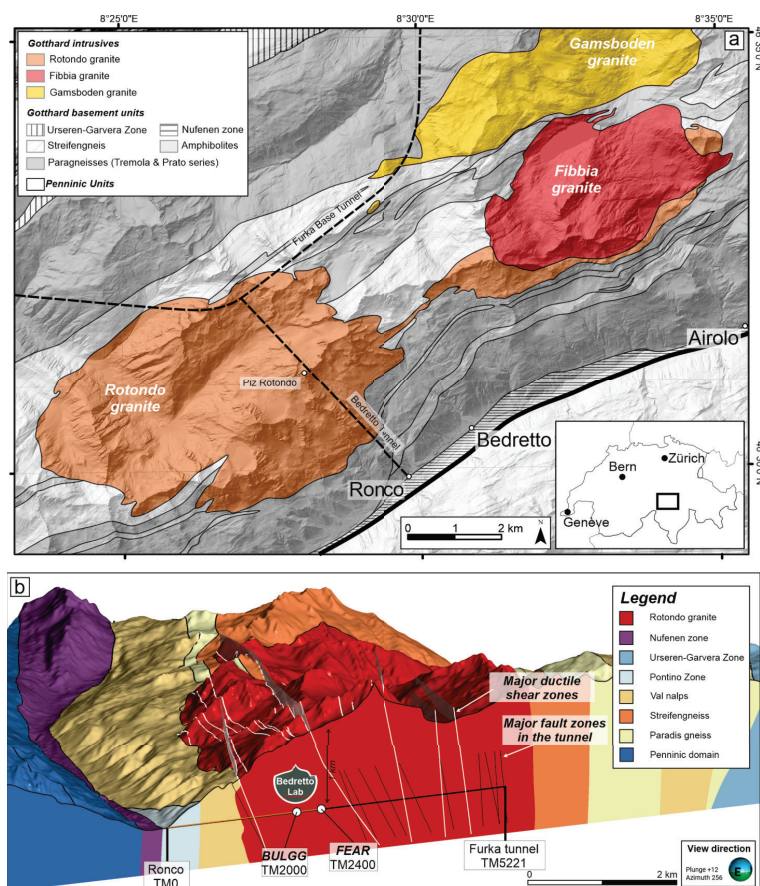 8°25'0"E
8°30'0"E
8°35'0"E
a
Gotthard intrusives
Rotondo granite
Fibbia granite
Gamsboden granite
Gotthard basement units
Urseren-Garvera Zone
Nufenen zone
Streifengneis
Amphibolites
Paragneisses (Tremola & Prato series)
Penninic Units
Gamsboden
granite
Fibbia
granite
Furka Base Tunnel
Airolo
Piz Rotondo
Rotondo
granite
Bedretto Tunnel
Bedretto
Ronco
0 1 2 km
N
Zürich
Bern
Genève
b
Legend
Rotondo granite
Nufenen zone
Urseren-Garvera Zone
Pontino Zone
Val nalps
Streifengneiss
Paradis gneiss
Penninic domain
Major ductile
shear zones
Major fault zones
in the tunnel
Bedretto
Lab
BULGG
TM2000
FEAR
TM2400
Furka tunnel
TM5221
Ronco
TM0
0 2 km
View direction
Plunge +12
Azimuth 256
E